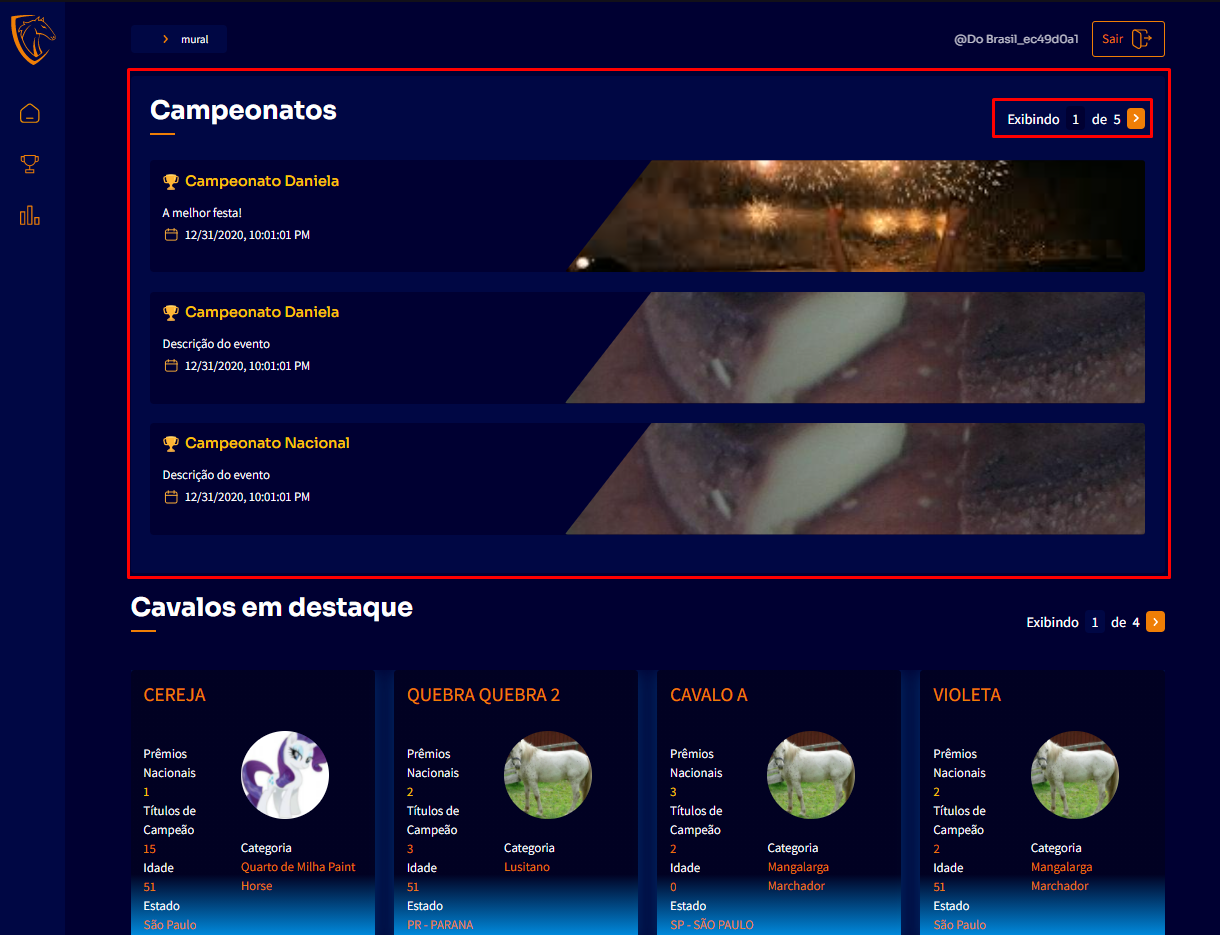 mural
@Do Brasil_ec49d0a1
Sair
Campeonatos
Exibindo 1 de 5
Campeonato Daniela
A melhor festa!
12/31/2020, 10:01:01 PM
Campeonato Daniela
Descrição do evento
12/31/2020, 10:01:01 PM
Campeonato Nacional
Descrição do evento
12/31/2020, 10:01:01 PM
Cavalos em destaque
Exibindo 1 de 4
CEREJA
Prêmios
Nacionais
1
Títulos de
Campeão
15
Idade
51
Estado
São Paulo
Categoria
Quarto de Milha Paint
Horse
QUEBRA QUEBRA 2
Prêmios
Nacionais
2
Títulos de
Campeão
3
Idade
51
Estado
PR - PARANA
Categoria
Lusitano
CAVALO A
Prêmios
Nacionais
3
Títulos de
Campeão
2
Idade
0
Estado
SP - SÃO PAULO
Categoria
Mangalarga
Marchador
VIOLETA
Prêmios
Nacionais
2
Títulos de
Campeão
2
Idade
51
Estado
São Paulo
Categoria
Mangalarga
Marchador